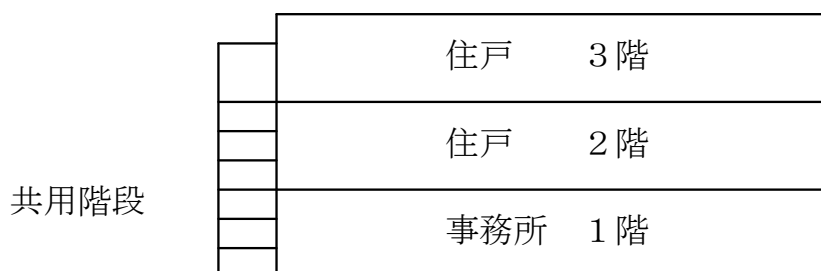 住戸　　３階
住戸　　２階
共用階段
事務所　１階